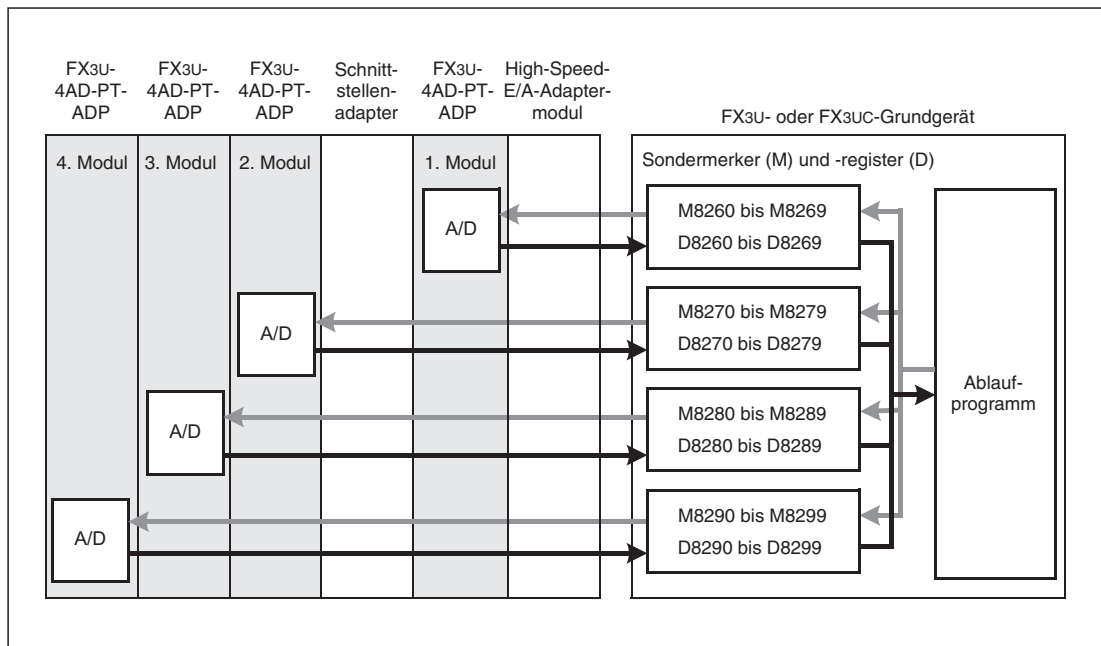 FX3U-
4AD-PT-
ADP
FX3U-
4AD-PT-
ADP
FX3U-
4AD-PT-
ADP
Schnitt-
stellen-
adapter
FX3U-
4AD-PT-
ADP
High-Speed-
E/A-Adapter-
modul
FX3U- oder FX3UC-Grundgerät
4. Modul
3. Modul
2. Modul
1. Modul
Sondermerker (M) und -register (D)
A/D
M8260 bis M8269
D8260 bis D8269
A/D
M8270 bis M8279
D8270 bis D8279
A/D
M8280 bis M8289
D8280 bis D8289
A/D
M8290 bis M8299
D8290 bis D8299
Ablauf-
programm